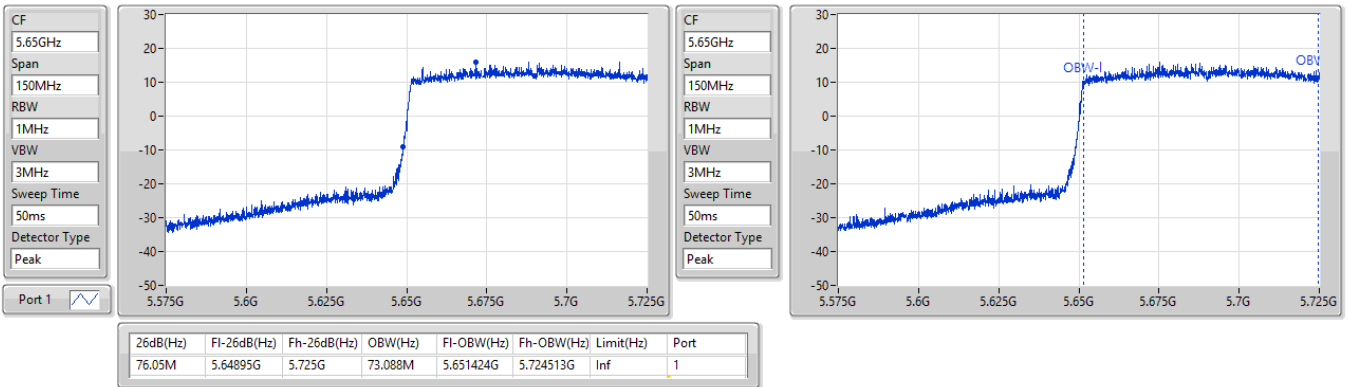 CF
5.65GHz
Span
150MHz
RBW
1MHz
VBW
3MHz
Sweep Time
50ms
Detector Type
Peak
Port 1
30
20
10
0
-10
-20
-30
-40
-50
5.575G 5.6G 5.625G 5.65G 5.675G 5.7G 5.725G
CF
5.65GHz
Span
150MHz
RBW
1MHz
VBW
3MHz
Sweep Time
50ms
Detector Type
Peak
30
20
10
0
-10
-20
-30
-40
-50
OBW-l
5.575G 5.6G 5.625G 5.65G 5.675G 5.7G 5.725G
26dB(Hz) Fl-26dB(Hz) Fh-26dB(Hz) OBW(Hz) Fl-OBW(Hz) Fh-OBW(Hz) Limit(Hz) Port
76.05M 5.64895G 5.725G 73.088M 5.651424G 5.724513G Inf 1